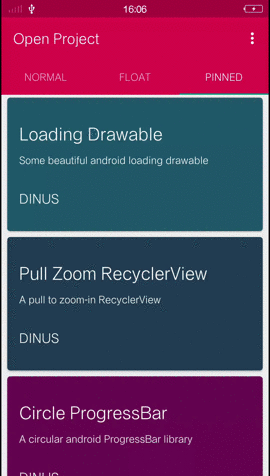 16:06
Open Project
NORMAL FLOAT PINNED
Loading Drawable
Some beautiful android loading drawable
DINUS
Pull Zoom RecyclerView
A pull to zoom-in RecyclerView
DINUS
Circle ProgressBar
A circular android ProgressBar library
DINUS